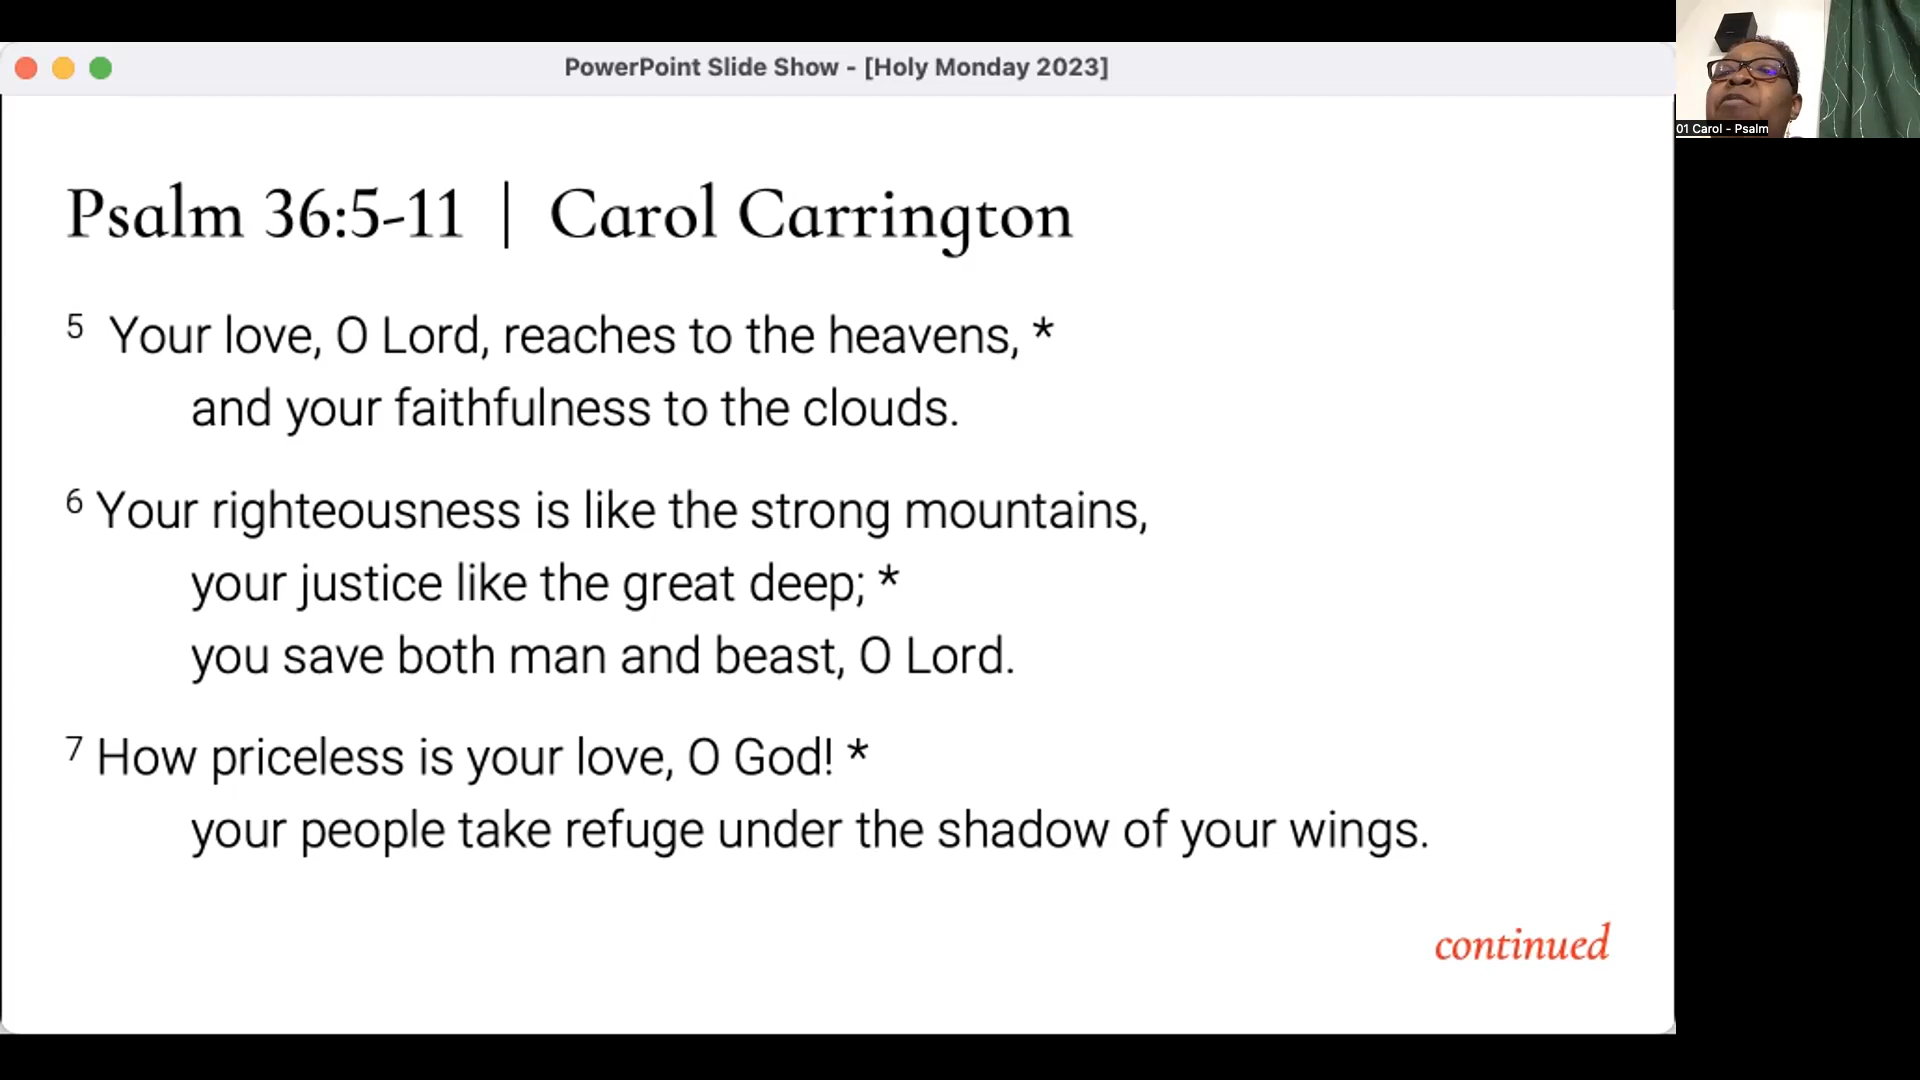 PowerPoint Slide Show - [Holy Monday 2023]
01 Carol - Psalm
Psalm 36:5-11 | Carol Carrington
5 Your love, O Lord, reaches to the heavens, *
and your faithfulness to the clouds.
6 Your righteousness is like the strong mountains,
your justice like the great deep; *
you save both man and beast, O Lord.
7 How priceless is your love, O God! *
your people take refuge under the shadow of your wings.
continued